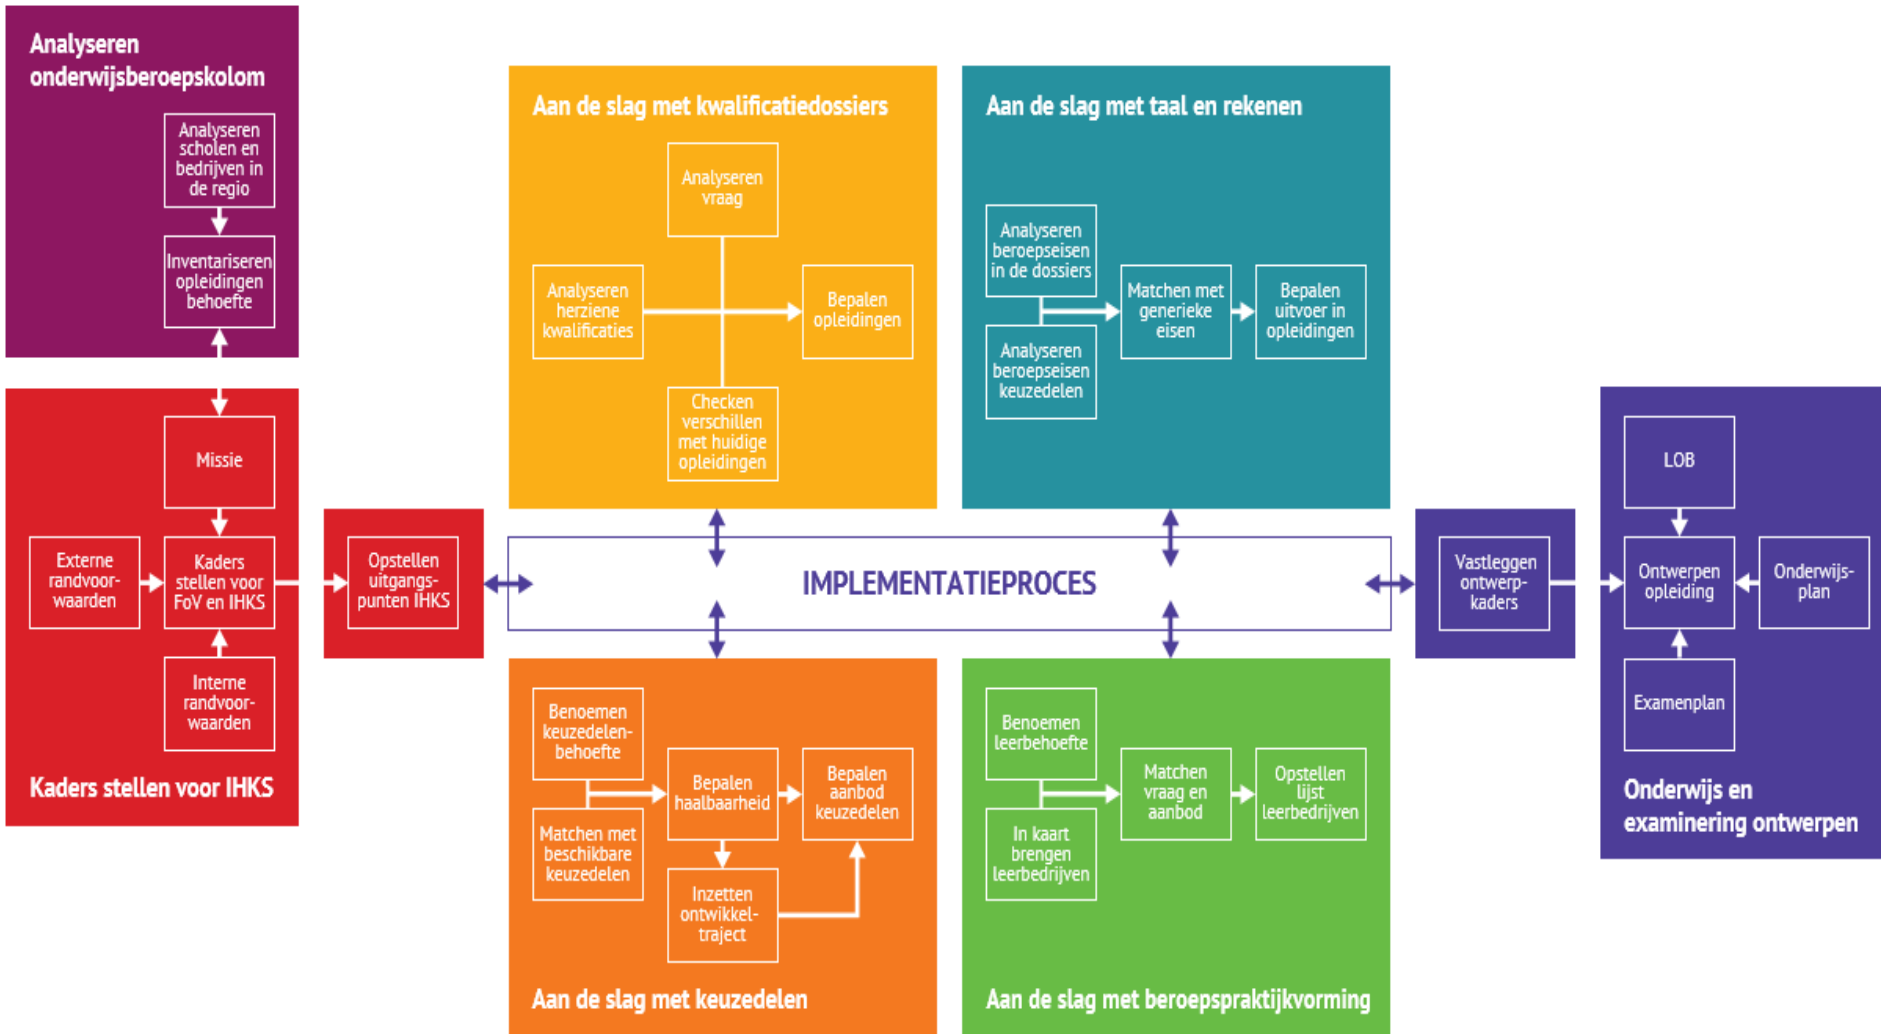 Analyseren
onderwijsberoepskolom
Analyseren
scholen en
bedrijven in
de regio
Inventariseren
opleidingen
behoefte
Missie
Externe
randvoor-
waarden
Kaders
stellen voor
FoV en IHKS
Interne
randvoor-
waarden
Kaders stellen voor IHKS
Opstellen
uitgangs-
punten IHKS
Aan de slag met kwalificatiedossiers
Analyseren
vraag
Analyseren
herziene
kwalificaties
Bepalen
opleidingen
Checken
verschillen
met huidige
opleidingen
Aan de slag met taal en rekenen
Analyseren
beroepseisen
in de dossiers
Matchen met
generieke
eisen
Bepalen
uitvoer in
opleidingen
Analyseren
beroepseisen
keuzedelen
IMPLEMENTATIEPROCES
Benoemen
keuzedelen-
behoefte
Bepalen
haalbaarheid
Bepalen
aanbod
keuzedelen
Matchen met
beschikbare
keuzedelen
Inzetten
ontwikkel-
traject
Aan de slag met keuzedelen
Benoemen
leerbehoefte
Matchen
vraag en
aanbod
Opstellen
lijst
leerbedrijven
In kaart
brengen
leerbedrijven
Aan de slag met beroepspraktijkvorming
Vastleggen
ontwerp-
kaders
LOB
Ontwerpen
opleiding
Onderwijs-
plan
Examenplan
Onderwijs en
examinering ontwerpen